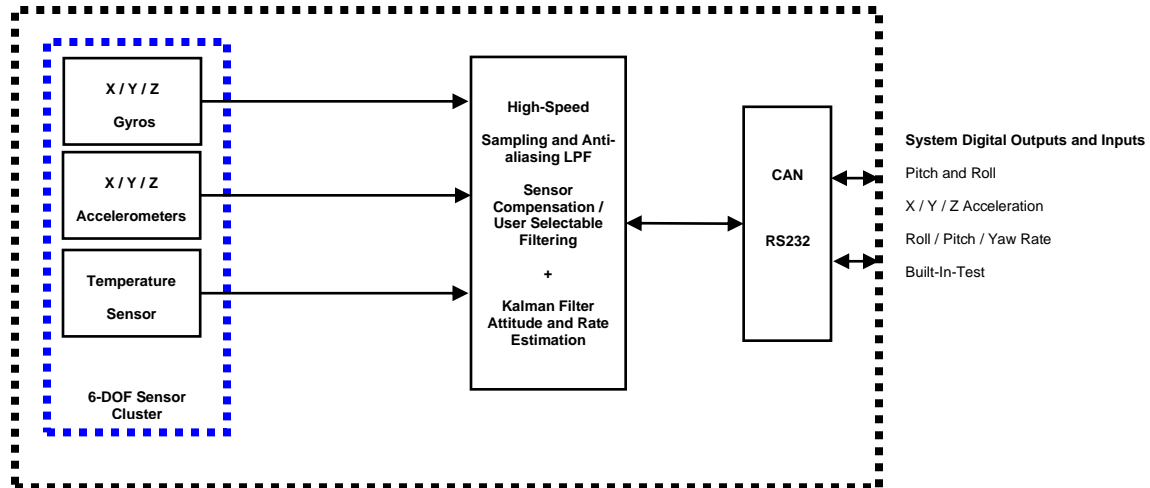 X / Y / Z
Gyros
X / Y / Z
Accelerometers
Temperature
Sensor
6-DOF Sensor
Cluster
High-Speed
Sampling and Anti-
aliasing LPF
Sensor
Compensation /
User Selectable
Filtering
+
Kalman Filter
Attitude and Rate
Estimation
CAN
RS232
System Digital Outputs and Inputs
Pitch and Roll
X / Y / Z Acceleration
Roll / Pitch / Yaw Rate
Built-In-Test